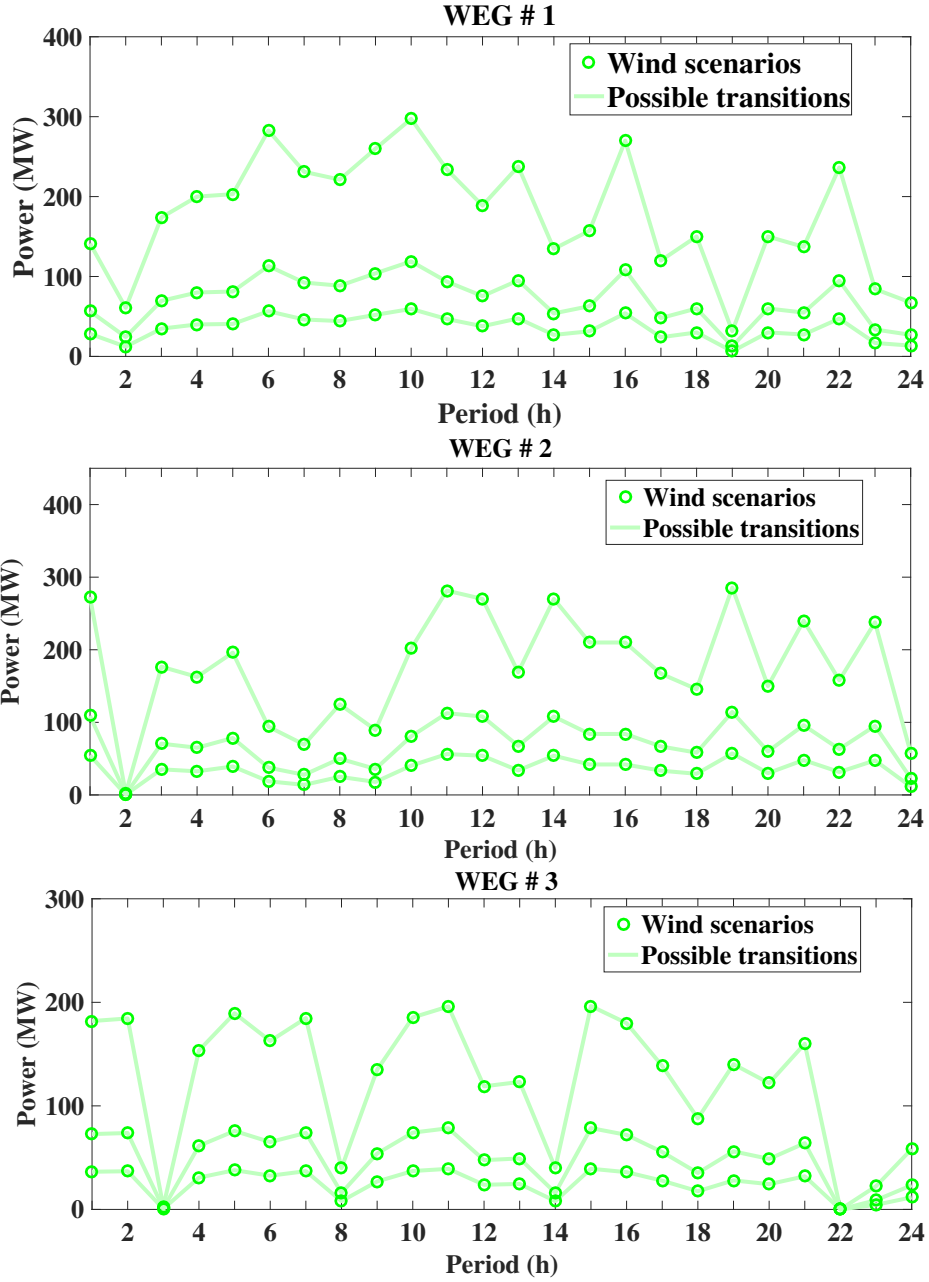 WEG # 1
400
300
200
100
0
Power (MW)
Wind scenarios
Possible transitions
2 4 6 8 10 12 14 16 18 20 22 24
Period (h)
WEG # 2
400
300
200
100
0
Power (MW)
Wind scenarios
Possible transitions
2 4 6 8 10 12 14 16 18 20 22 24
Period (h)
WEG # 3
300
200
100
0
Power (MW)
Wind scenarios
Possible transitions
2 4 6 8 10 12 14 16 18 20 22 24
Period (h)